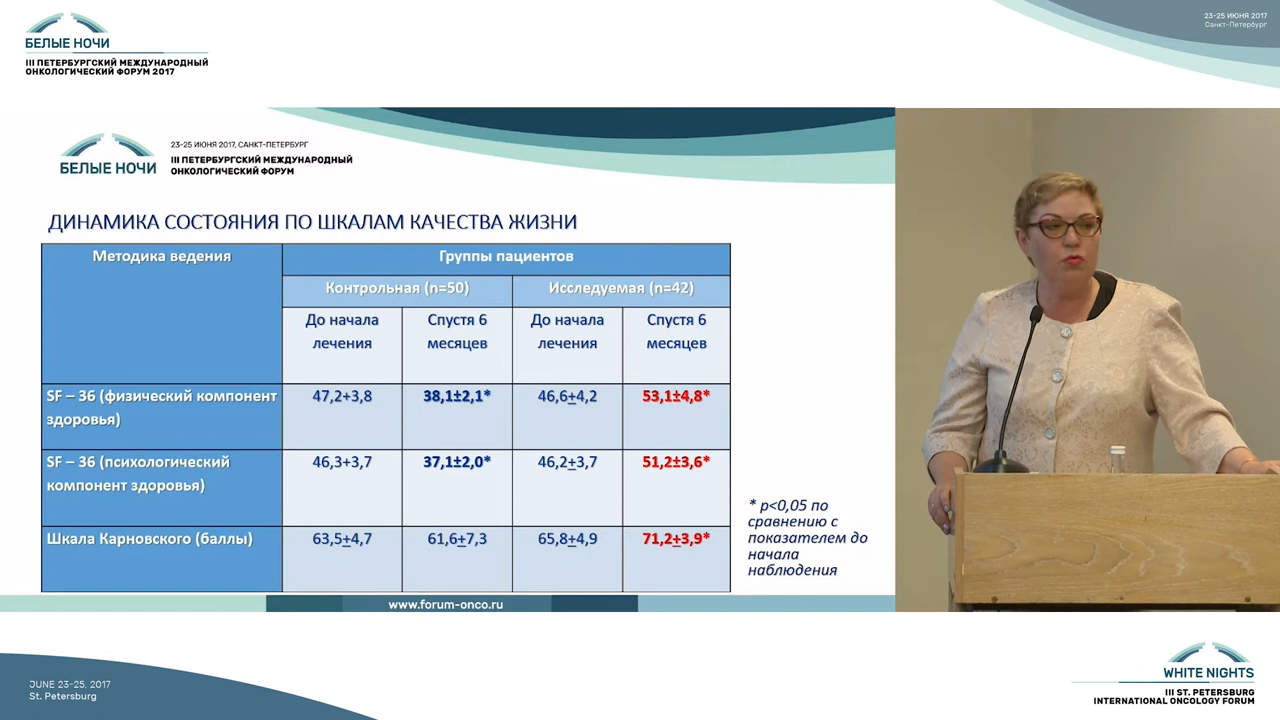 БЕЛЫЕ НОЧИ
III ПЕТЕРБУРГСКИЙ МЕЖДУНАРОДНЫЙ
ОНКОЛОГИЧЕСКИЙ ФОРУМ 2017
23-25 ИЮНЯ 2017
Санкт-Петербург
БЕЛЫЕ НОЧИ
23-25 ИЮНЯ 2017, САНКТ-ПЕТЕРБУРГ
III ПЕТЕРБУРГСКИЙ МЕЖДУНАРОДНЫЙ
ОНКОЛОГИЧЕСКИЙ ФОРУМ
ДИНАМИКА СОСТОЯНИЯ ПО ШКАЛАМ КАЧЕСТВА ЖИЗНИ
Методика ведения
Группы пациентов
Контрольная (n=50)
Исследуемая (n=42)
До начала
лечения
Спустя 6
месяцев
До начала
лечения
Спустя 6
месяцев
SF – 36 (физический компонент
здоровья)
47,2+3,8
38,1±2,1*
46,6±4,2
53,1±4,8*
SF – 36 (психологический
компонент здоровья)
46,3+3,7
37,1±2,0*
46,2±3,7
51,2±3,6*
Шкала Карновского (баллы)
63,5±4,7
61,6±7,3
65,8±4,9
71,2±3,9*
* p<0,05 по
сравнению с
показателем до
начала
наблюдения
www.forum-onco.ru
JUNE 23-25, 2017
St. Petersburg
WHITE NIGHTS
III ST. PETERSBURG
INTERNATIONAL ONCOLOGY FORUM